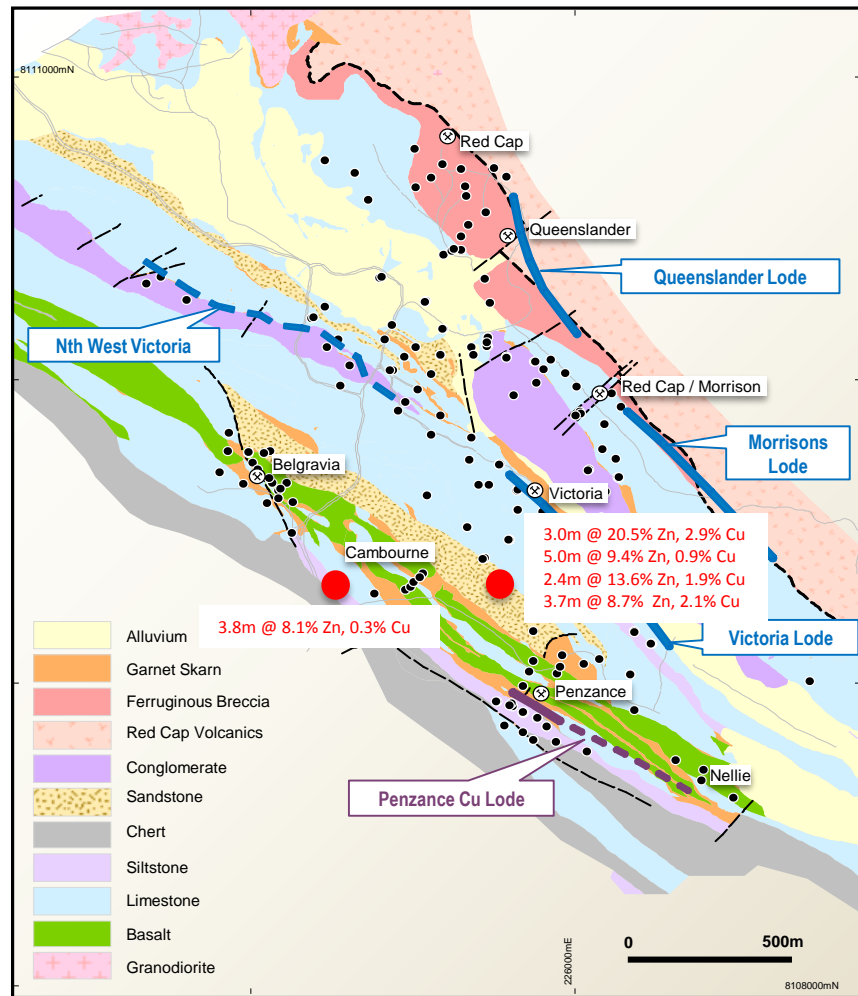 8111000mN
Red Cap
Queenslander
Queenslander Lode
Nth West Victoria
Red Cap / Morrison
Morrisons
Lode
Belgravia
Victoria
3.0m @ 20.5% Zn, 2.9% Cu
5.0m @ 9.4% Zn, 0.9% Cu
2.4m @ 13.6% Zn, 1.9% Cu
3.7m @ 8.7% Zn, 2.1% Cu
Cambourne
3.8m @ 8.1% Zn, 0.3% Cu
Victoria Lode
Penzance
Nellie
Penzance Cu Lode
Alluvium
Garnet Skarn
Ferruginous Breccia
Red Cap Volcanics
Conglomerate
Sandstone
Chert
Siltstone
Limestone
Basalt
Granodiorite
226000mE
0 500m
8108000mN